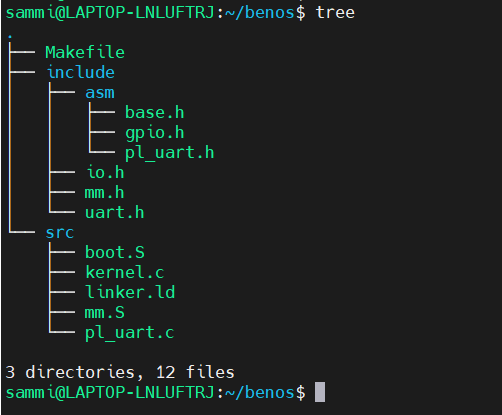 sammi@LAPTOP-LNLUFTRJ:~/benos$ tree
.
├── Makefile
├── include
│   ├── asm
│   │   ├── base.h
│   │   ├── gpio.h
│   │   └── pl_uart.h
│   ├── io.h
│   ├── mm.h
│   └── uart.h
└── src
    ├── boot.S
    ├── kernel.c
    ├── linker.ld
    ├── mm.S
    └── pl_uart.c

3 directories, 12 files
sammi@LAPTOP-LNLUFTRJ:~/benos$